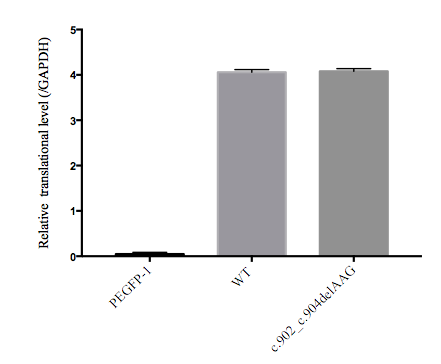 Relative translational level (/GAPDH)
5
4
3
2
1
0
PEGFP-1
WT
c.902_c.904delAAG